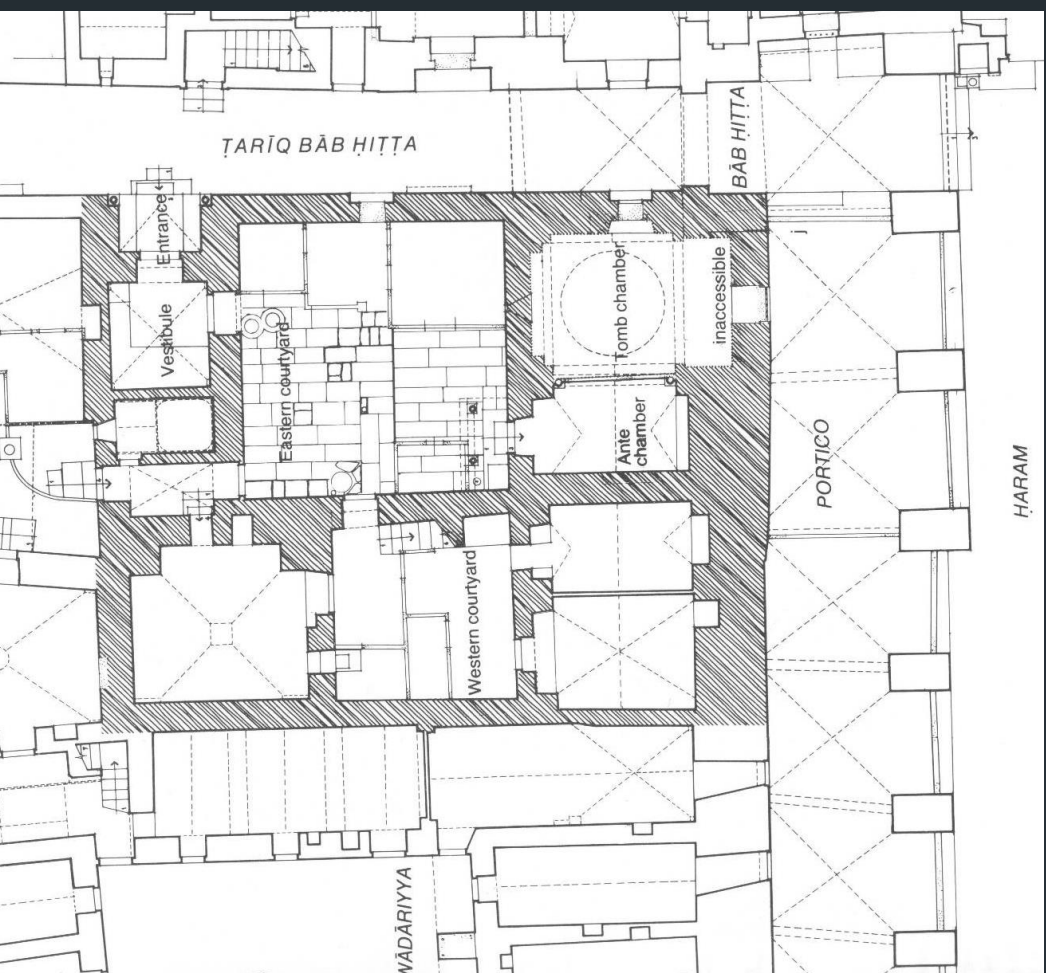 ṬARĪQ BĀB ḤIṬṬA
BĀB ḤIṬṬA
Entrance
Vestibule
Eastern courtyard
Tomb chamber
inaccessible
Ante
chamber
PORTICO
ḤARAM
Western courtyard
WĀDĀRIYYA